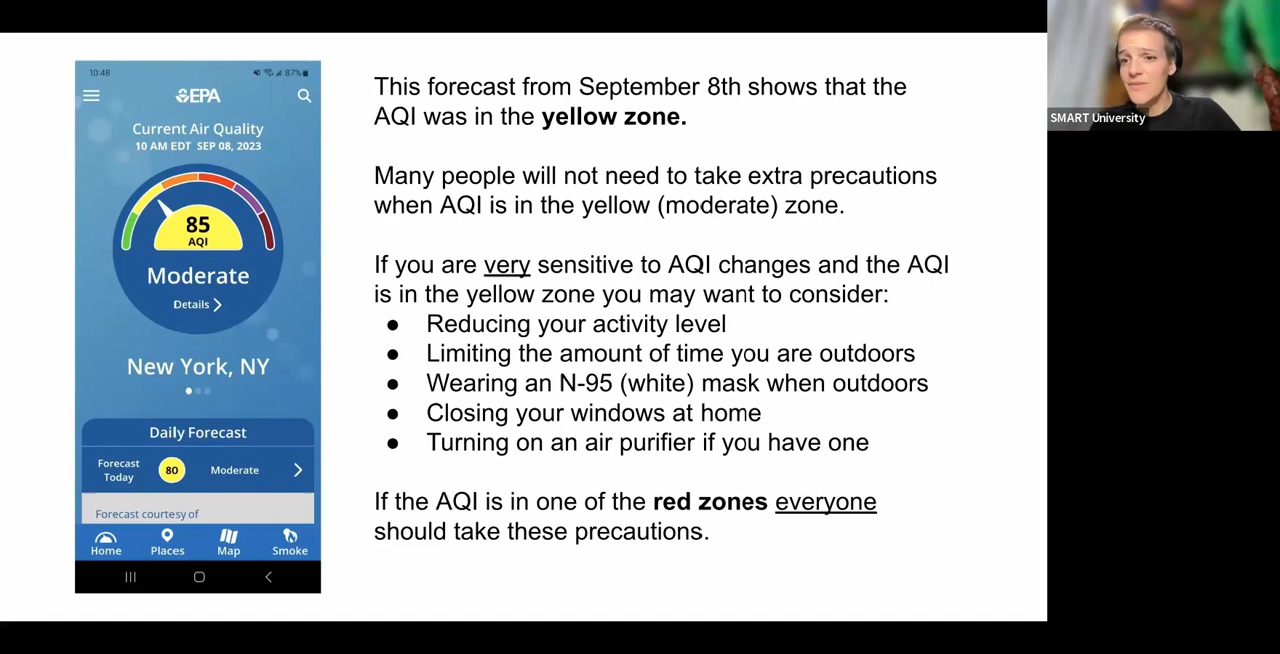 10:48
87%
EPA
Current Air Quality
10 AM EDT SEP 08, 2023
85
AQI
Moderate
Details
New York, NY
Daily Forecast
Forecast
Today
80
Moderate
Forecast courtesy of
Home
Places
Map
Smoke
This forecast from September 8th shows that the
AQI was in the yellow zone.
Many people will not need to take extra precautions
when AQI is in the yellow (moderate) zone.
If you are very sensitive to AQI changes and the AQI
is in the yellow zone you may want to consider:
● Reducing your activity level
● Limiting the amount of time you are outdoors
● Wearing an N-95 (white) mask when outdoors
● Closing your windows at home
● Turning on an air purifier if you have one
If the AQI is in one of the red zones everyone
should take these precautions.
SMART University